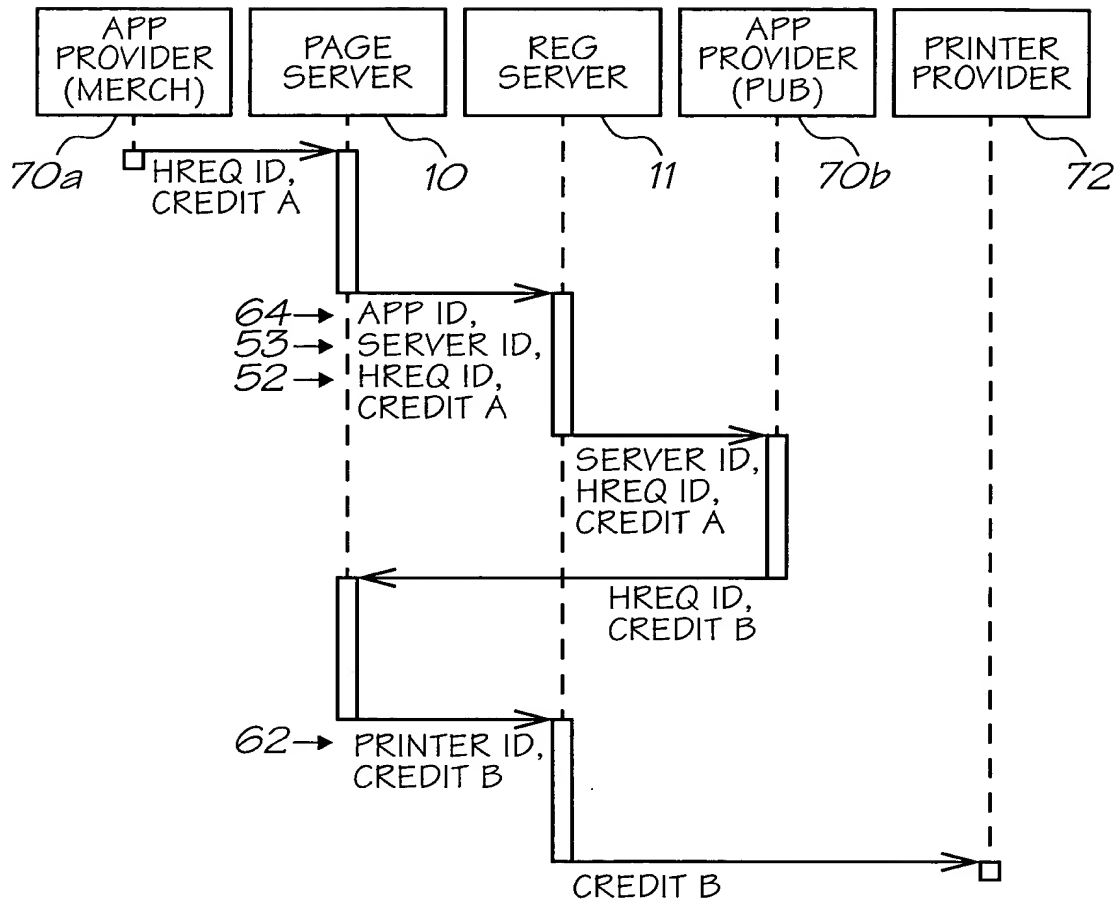 APP
PROVIDER
(MERCH)
PAGE
SERVER
REG
SERVER
APP
PROVIDER
(PUB)
PRINTER
PROVIDER
70a
10
11
70b
72
HREQ ID,
CREDIT A
64
APP ID,
53
SERVER ID,
52
HREQ ID,
CREDIT A
SERVER ID,
HREQ ID,
CREDIT A
HREQ ID,
CREDIT B
62
PRINTER ID,
CREDIT B
CREDIT B